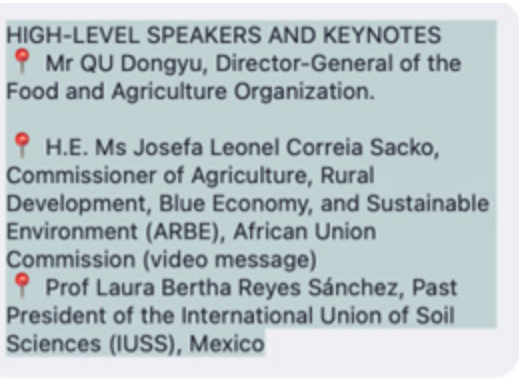 HIGH-LEVEL SPEAKERS AND KEYNOTES
📍 Mr QU Dongyu, Director-General of the
Food and Agriculture Organization.
📍 H.E. Ms Josefa Leonel Correia Sacko,
Commissioner of Agriculture, Rural
Development, Blue Economy, and Sustainable
Environment (ARBE), African Union
Commission (video message)
📍 Prof Laura Bertha Reyes Sánchez, Past
President of the International Union of Soil
Sciences (IUSS), Mexico